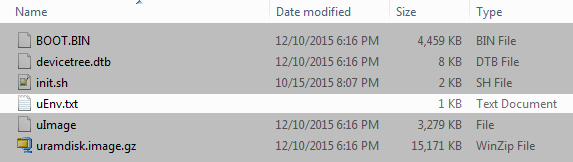 Name Date modified Size Type
BOOT.BIN 12/10/2015 6:16 PM 4,459 KB BIN File
devicetree.dtb 12/10/2015 6:16 PM 8 KB DTB File
init.sh 10/15/2015 8:07 PM 2 KB SH File
uEnv.txt 1 KB Text Document
uImage 12/10/2015 6:16 PM 3,279 KB File
uramdisk.image.gz 12/10/2015 6:16 PM 15,171 KB WinZip File